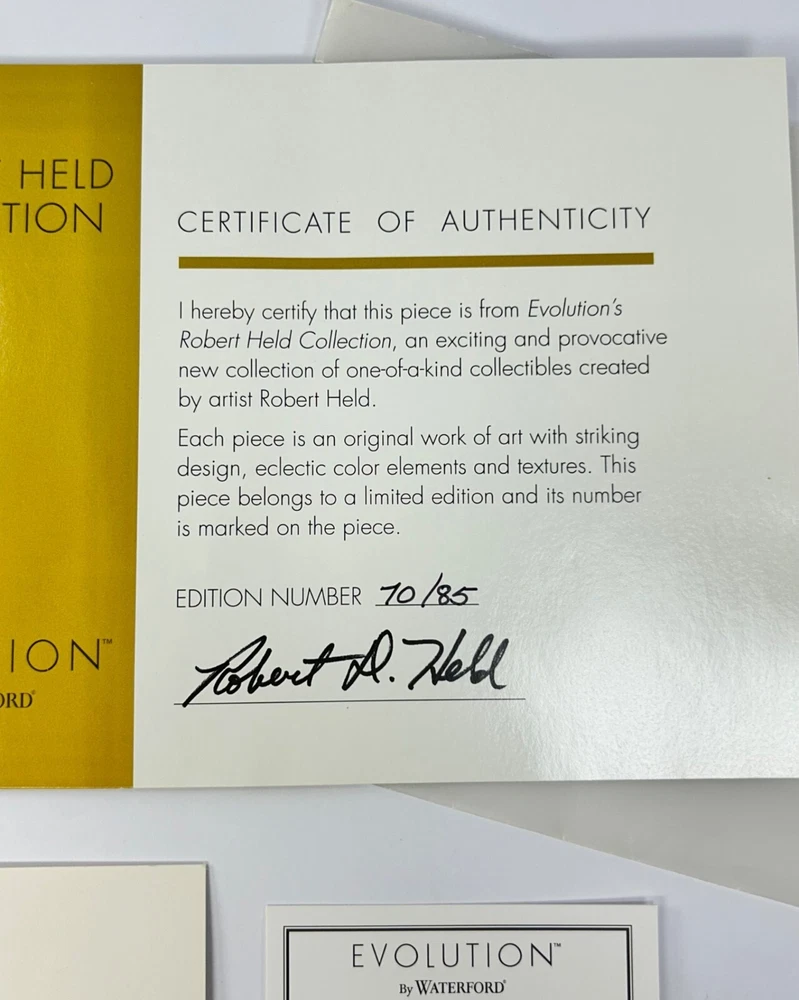 HELD
TION
CERTIFICATE OF AUTHENTICITY
I hereby certify that this piece is from Evolution's
Robert Held Collection, an exciting and provocative
new collection of one-of-a-kind collectibles created
by artist Robert Held.
Each piece is an original work of art with striking
design, eclectic color elements and textures. This
piece belongs to a limited edition and its number
is marked on the piece.
EDITION NUMBER 70/85
Robert D. Held
ION™
ORD®
EVOLUTION™
By WATERFORD®